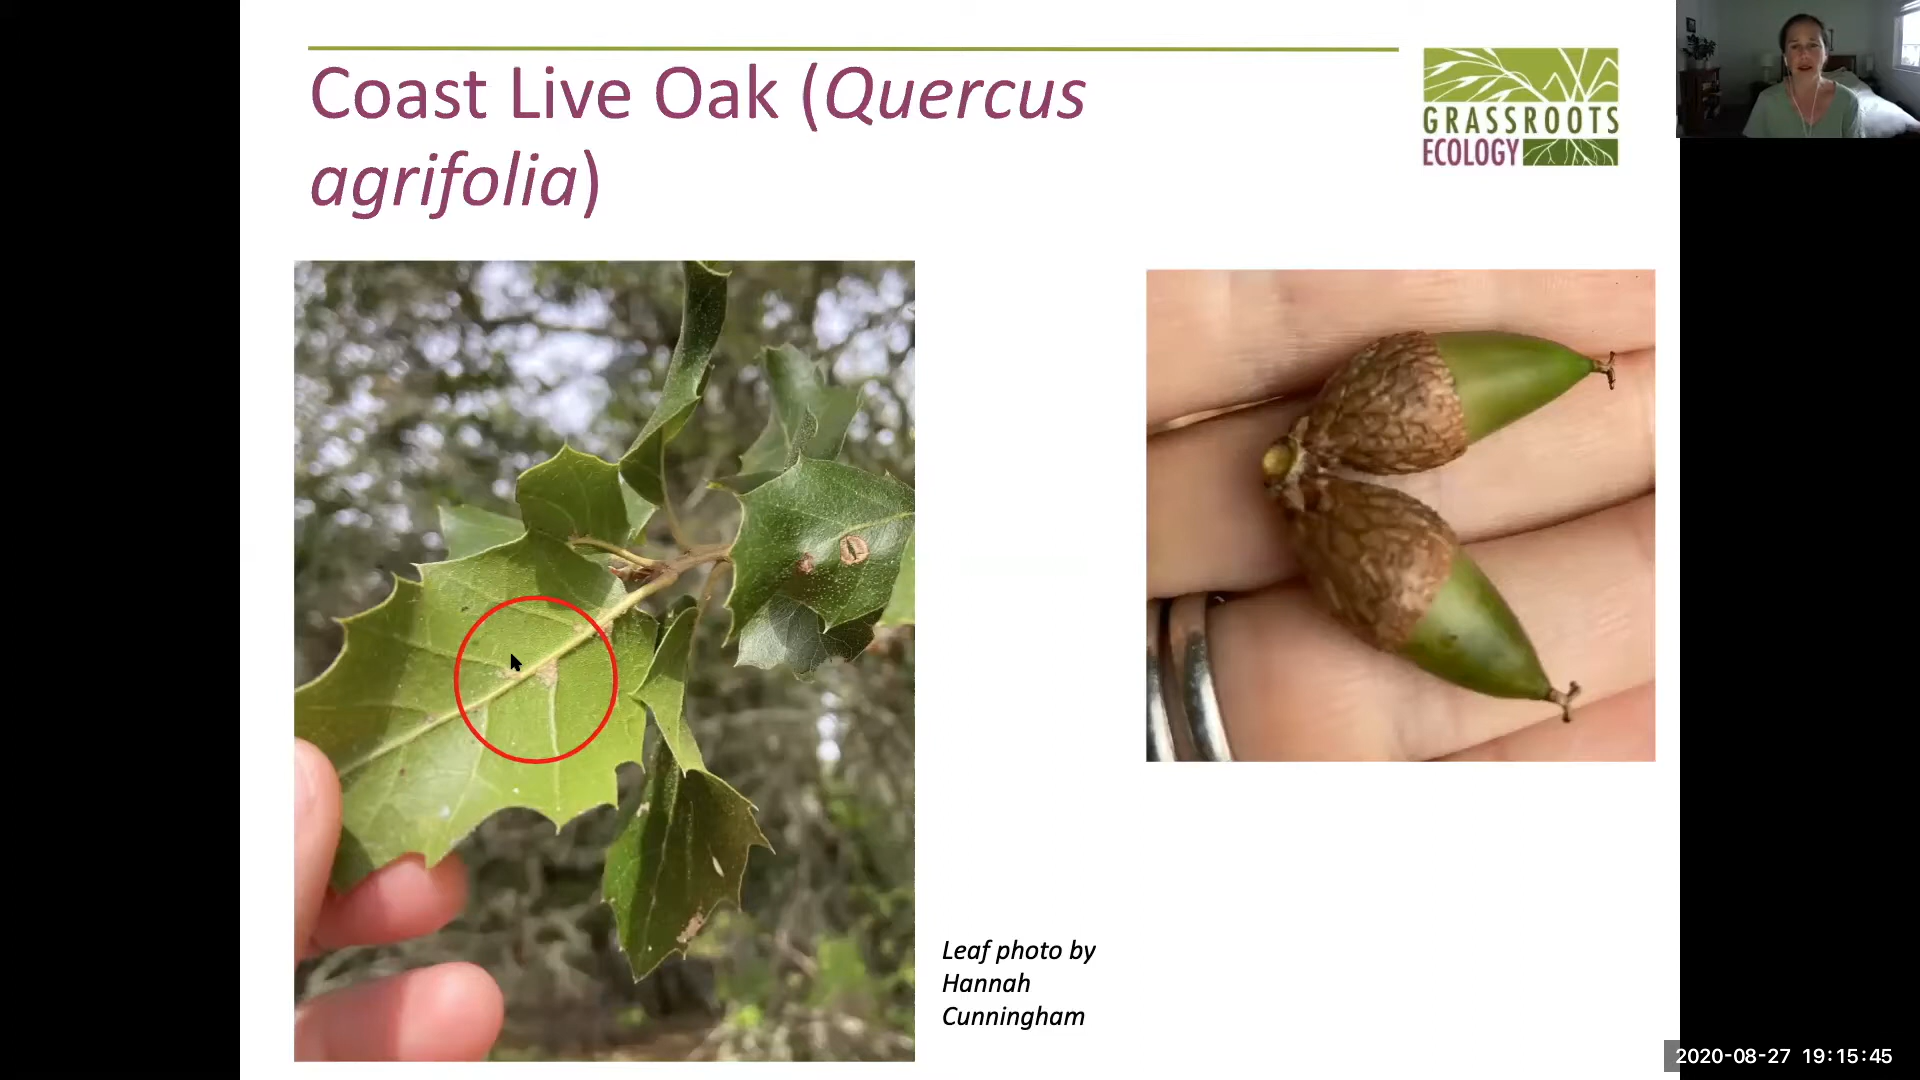 Coast Live Oak (Quercus
agrifolia)
GRASSROOTS
ECOLOGY
Leaf photo by
Hannah
Cunningham
2020-08-27 19:15:45